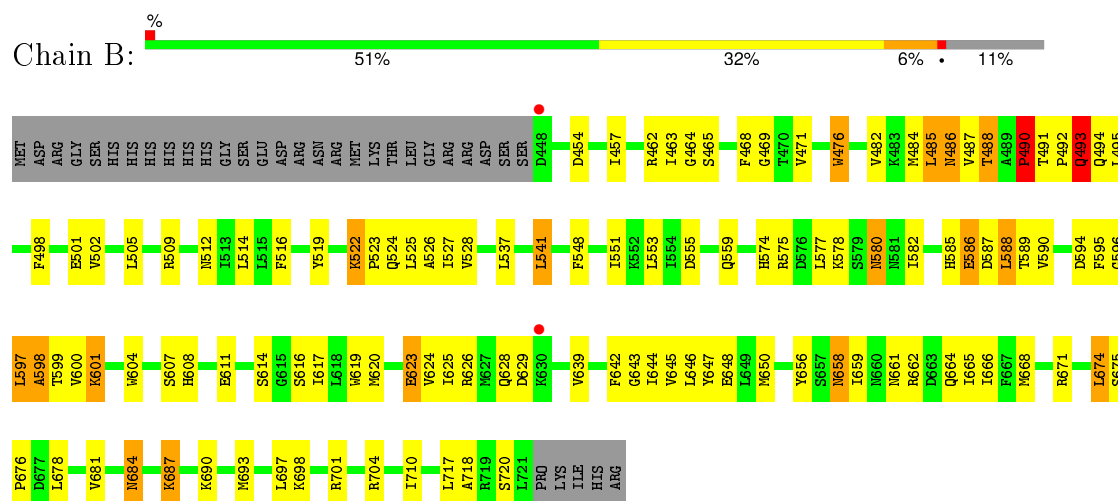 %
Chain B:
51% 32% 6% • 11%
MET ASP ARG GLY SER HIS HIS HIS HIS HIS HIS GLY SER GLU ASP ARG ASN ARG MET LYS THR LEU GLY ARG ARG ASP SER SER D448 D454 I457 R462 I463 G464 S465 F468 G469 T470 V471 W476 V482 K483 M484 L485 N486 V487 T488 A489 P490 T491 P492 Q493 Q494 L495
F498 E501 V502 L505 R509 N512 I513 L514 L515 F516 Y519 K522 P523 Q524 L525 A526 I527 V528 L537 L541 F548 I551 K552 L553 I554 D555 Q559 H574 R575 D576 L577 K578 S579 N580 N581 I582 H585 E586 D587 L588 T589 V590 D594 F595 G596
L597 A598 T599 V600 K601 W604 S607 H608 E611 S614 G615 S616 I617 L618 W619 M620 E623 V624 I625 R626 M627 Q628 D629 K630 V639 F642 G643 I644 V645 L646 Y647 E648 L649 M650 Y656 S657 N658 I659 N660 N661 R662 D663 Q664 I665 I666 F667 M668 R671 L674 S675
P676 D677 L678 V681 N684 K687 K690 M693 L697 K698 R701 R704 I710 L717 A718 R719 S720 L721 PRO LYS ILE HIS ARG